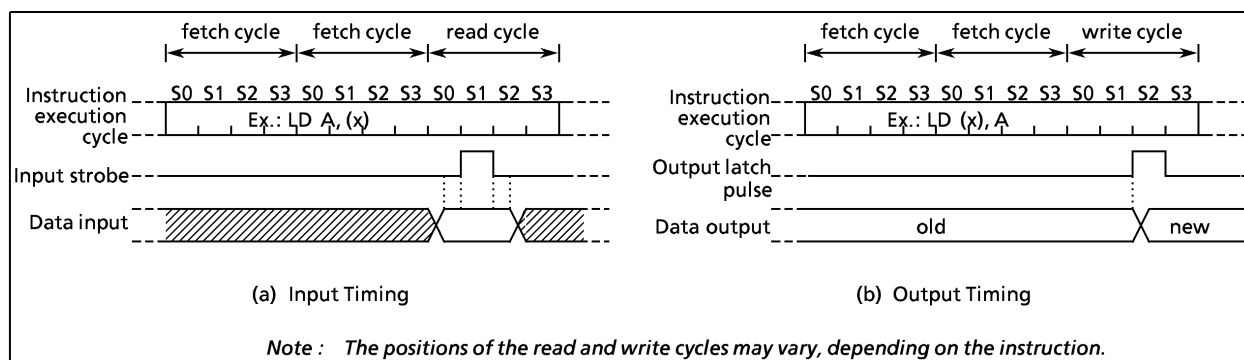 fetch cycle fetch cycle read cycle
S0 S1 S2 S3 S0 S1 S2 S3 S0 S1 S2 S3
Instruction
execution
cycle
Ex.: LD A, (x)
Input strobe
Data input
(a) Input Timing
fetch cycle fetch cycle write cycle
S0 S1 S2 S3 S0 S1 S2 S3 S0 S1 S2 S3
Instruction
execution
cycle
Ex.: LD (x), A
Output latch
pulse
Data output
old new
(b) Output Timing
Note : The positions of the read and write cycles may vary, depending on the instruction.